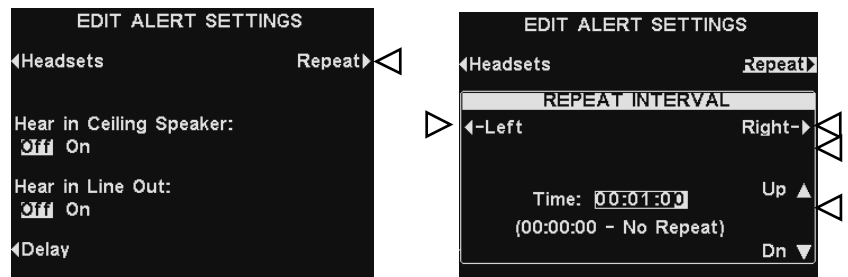 EDIT ALERT SETTINGS
Headsets Repeat
Hear in Ceiling Speaker:
Off On
Hear in Line Out:
Off On
Delay
EDIT ALERT SETTINGS
Headsets Repeat
REPEAT INTERVAL
-Left Right-
Up
Time: 00:01:00
(00:00:00 - No Repeat)
Dn